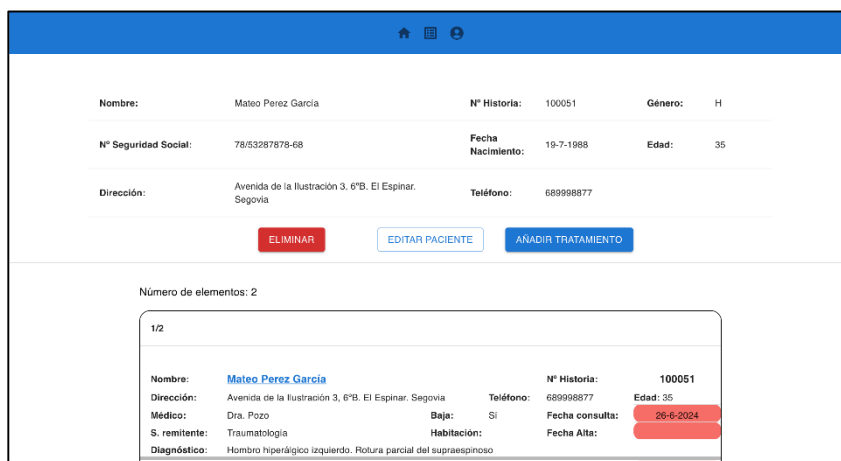 Nombre: Mateo Perez García Nº Historia: 100051 Género: H
Nº Seguridad Social: 78/53287878-68 Fecha Nacimiento: 19-7-1988 Edad: 35
Dirección: Avenida de la Ilustración 3, 6ºB. El Espinar. Segovia Teléfono: 689998877
ELIMINAR EDITAR PACIENTE AÑADIR TRATAMIENTO
Número de elementos: 2
1/2
Nombre: Mateo Perez García Nº Historia: 100051
Dirección: Avenida de la Ilustración 3, 6ºB. El Espinar. Segovia Teléfono: 689998877 Edad: 35
Médico: Dra. Pozo Baja: Sí Fecha consulta: 26-6-2024
S. remitente: Traumatología Habitación: Fecha Alta:
Diagnóstico: Hombro hiperálgico izquierdo. Rotura parcial del supraespinoso